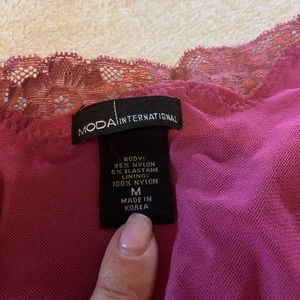 MODA INTERNATIONAL
BODY:
95% NYLON
5% ELASTANE
LINING:
100% NYLON
M
MADE IN
KOREA